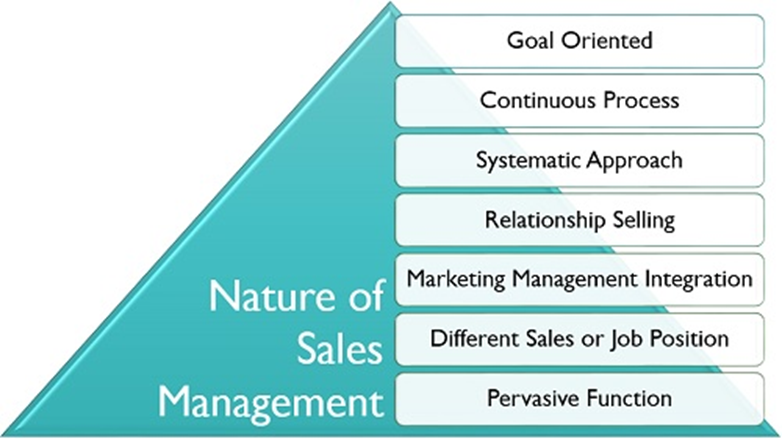 Goal Oriented
Continuous Process
Systematic Approach
Relationship Selling
Marketing Management Integration
Different Sales or Job Position
Pervasive Function
Nature of
Sales
Management